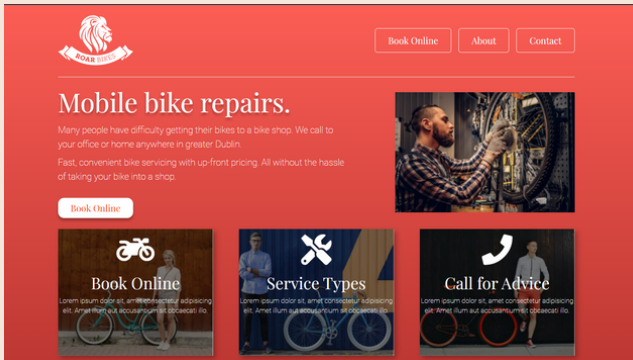 ROAR BIKES
Book Online
About
Contact
Mobile bike repairs.
Many people have difficulty getting their bikes to a bike shop. We call to
your office or home anywhere in greater Dublin.
Fast, convenient bike servicing with up-front pricing. All without the hassle
of taking your bike into a shop.
Book Online
Book Online
Lorem ipsum dolor sit, amet consectetur adipisicing
elit. Amet illum aut accusantium sit obcaecati illo.
Service Types
Lorem ipsum dolor sit, amet consectetur adipisicing
elit. Amet illum aut accusantium sit obcaecati illo.
Call for Advice
Lorem ipsum dolor sit, amet consectetur adipisicing
elit. Amet illum aut accusantium sit obcaecati illo.